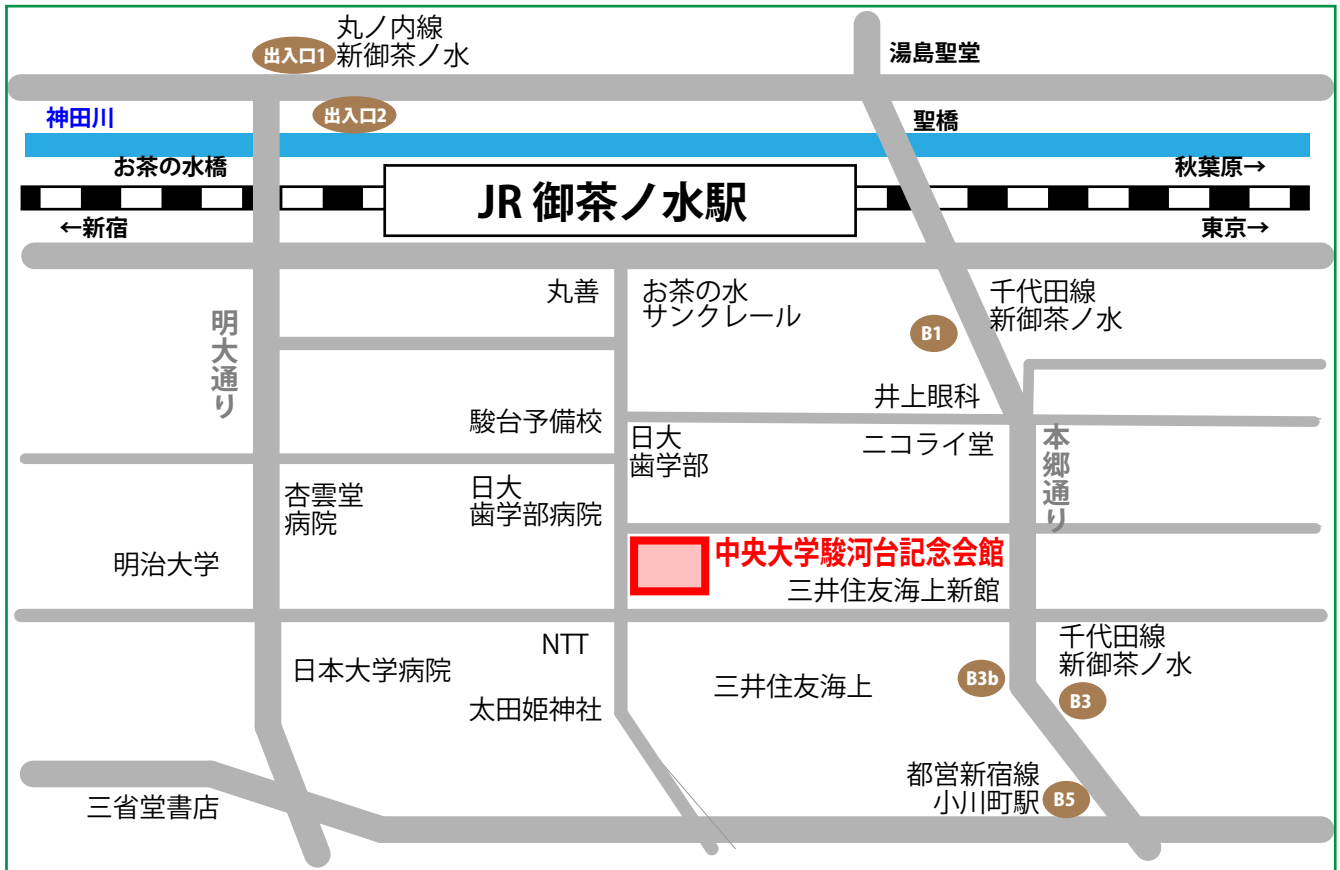 丸ノ内線
出入口1
新御茶ノ水
湯島聖堂
神田川
出入口2
聖橋
お茶の水橋
秋葉原→
JR 御茶ノ水駅
←新宿
東京→
丸善
お茶の水
サンクレール
千代田線
新御茶ノ水
明大通り
B1
井上眼科
駿台予備校
日大
歯学部
ニコライ堂
本郷通り
杏雲堂
病院
日大
歯学部病院
明治大学
中央大学駿河台記念会館
三井住友海上新館
NTT
千代田線
新御茶ノ水
日本大学病院
三井住友海上
B3b
B3
太田姫神社
都営新宿線
小川町駅
B5
三省堂書店